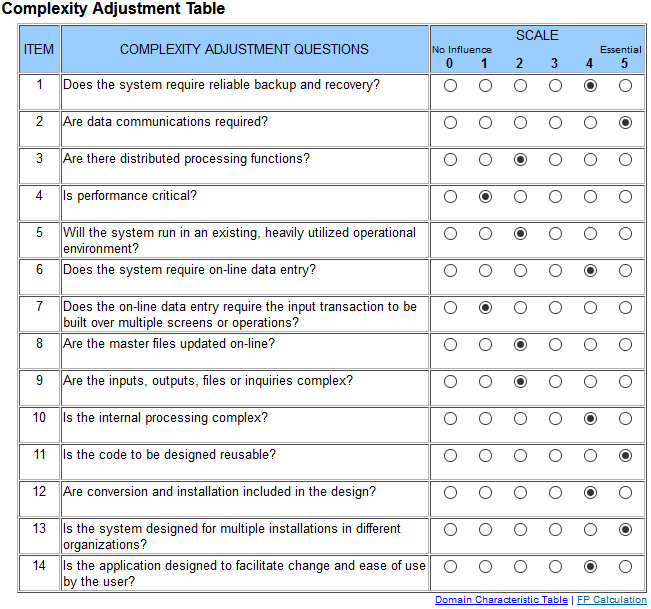 Complexity Adjustment Table
ITEM
COMPLEXITY ADJUSTMENT QUESTIONS
SCALE
No Influence Essential
0 1 2 3 4 5
1 Does the system require reliable backup and recovery?
2 Are data communications required?
3 Are there distributed processing functions?
4 Is performance critical?
5 Will the system run in an existing, heavily utilized operational
environment?
6 Does the system require on-line data entry?
7 Does the on-line data entry require the input transaction to be
built over multiple screens or operations?
8 Are the master files updated on-line?
9 Are the inputs, outputs, files or inquiries complex?
10 Is the internal processing complex?
11 Is the code to be designed reusable?
12 Are conversion and installation included in the design?
13 Is the system designed for multiple installations in different
organizations?
14 Is the application designed to facilitate change and ease of use
by the user?
Domain Characteristic Table | FP Calculation